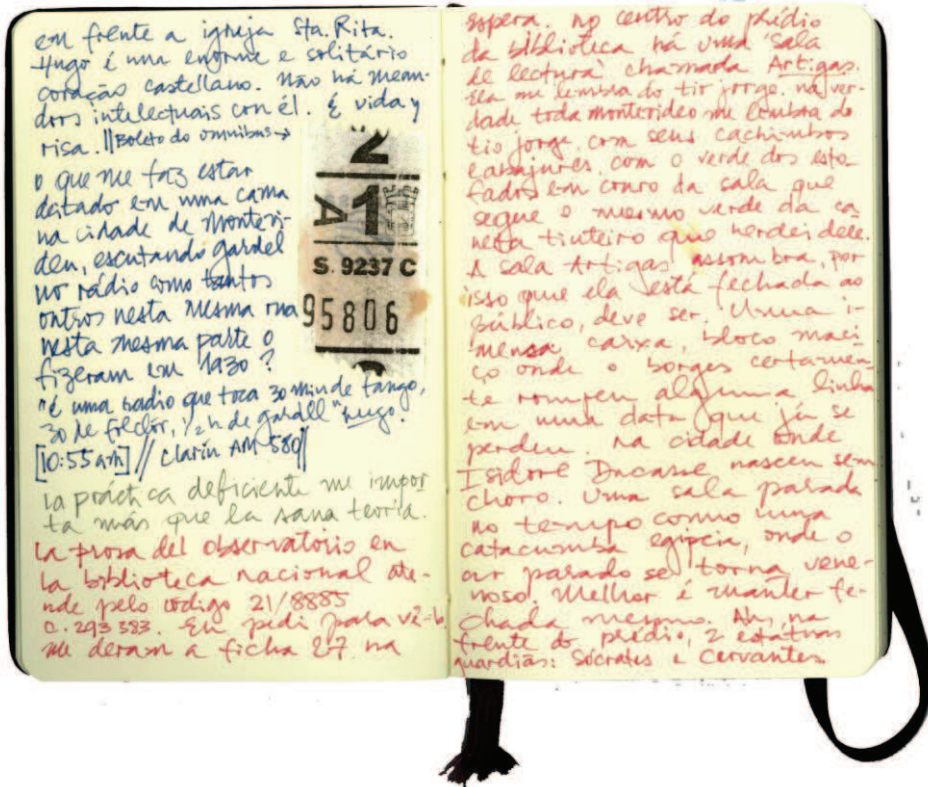 em frente a igreja Sta. Rita.
Hugo é uma enorme e solitário
coração castellano. não há mean-
dros intelectuais con él. É vida y
risa. || Boleto do omnibus →
o que me faz estar
deitado em uma cama
na cidade de Montevi-
deu, escutando gardel
no rádio como tantos
outros nesta mesma rua
nesta mesma parte o
fizeram em 1930 ?
"é uma radio que toca 30 min de tango,
30 de folclór, 1/2 h de gardell" hugo.
[10:55 am] // Clarín AM 580 ||
la práctica deficiente me impor
ta más que la sana teoría.
La prosa del observatório en
la biblioteca nacional ate-
nde pelo código 21/8885
C. 293 583. Eu pedi para vê-lo
me deram a ficha 27. na
N
A 1
S. 9237 C
95806
espera. no centro do prédio
da biblioteca há uma 'sala
de lectura' chamada Artigas.
Ela me lembra do tio jorge. na ver-
dade toda montevideo me lembra do
tio jorge. com seus cachimbos
e abajures. com o verde dos esto-
fados em couro da sala que
segue o mesmo verde da ca
neta tinteiro que herdei dele.
A sala Artigas assombra, por
isso que ela está fechada ao
público, deve ser. Uma i-
mensa caixa, bloco maci-
ço onde o borges certamen-
te rompeu alguma linha
em uma data que já se
perdeu. na cidade onde
Isidore Ducasse nasceu sem
choro. Uma sala parada
no tempo como uma
catacumba egípcia, onde o
ar parado se torna vene-
noso. Melhor é manter fe-
chada mesmo. Ah, na
frente do prédio, 2 estátuas
guardiãs: Sócrates e Cervantes.